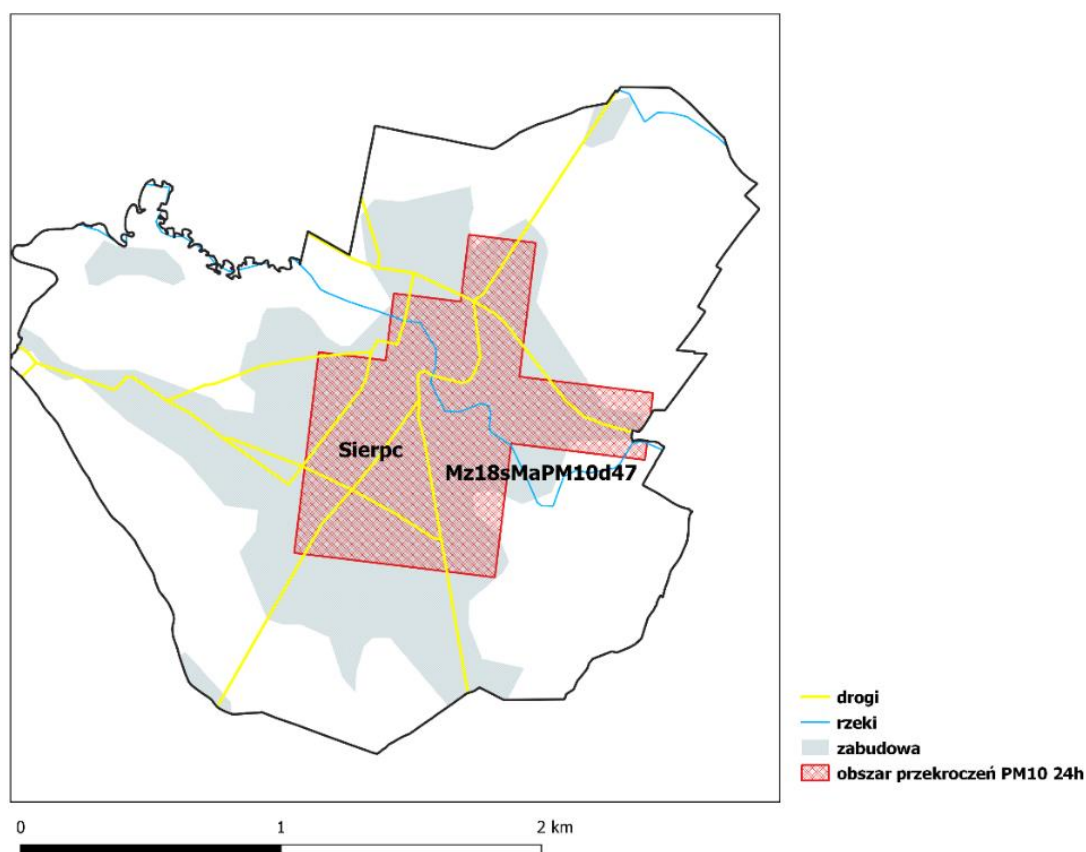 Sierpc
Mz18sMaPM10d47
drogi
rzeki
zabudowa
obszar przekroczeń PM10 24h
0 1 2 km